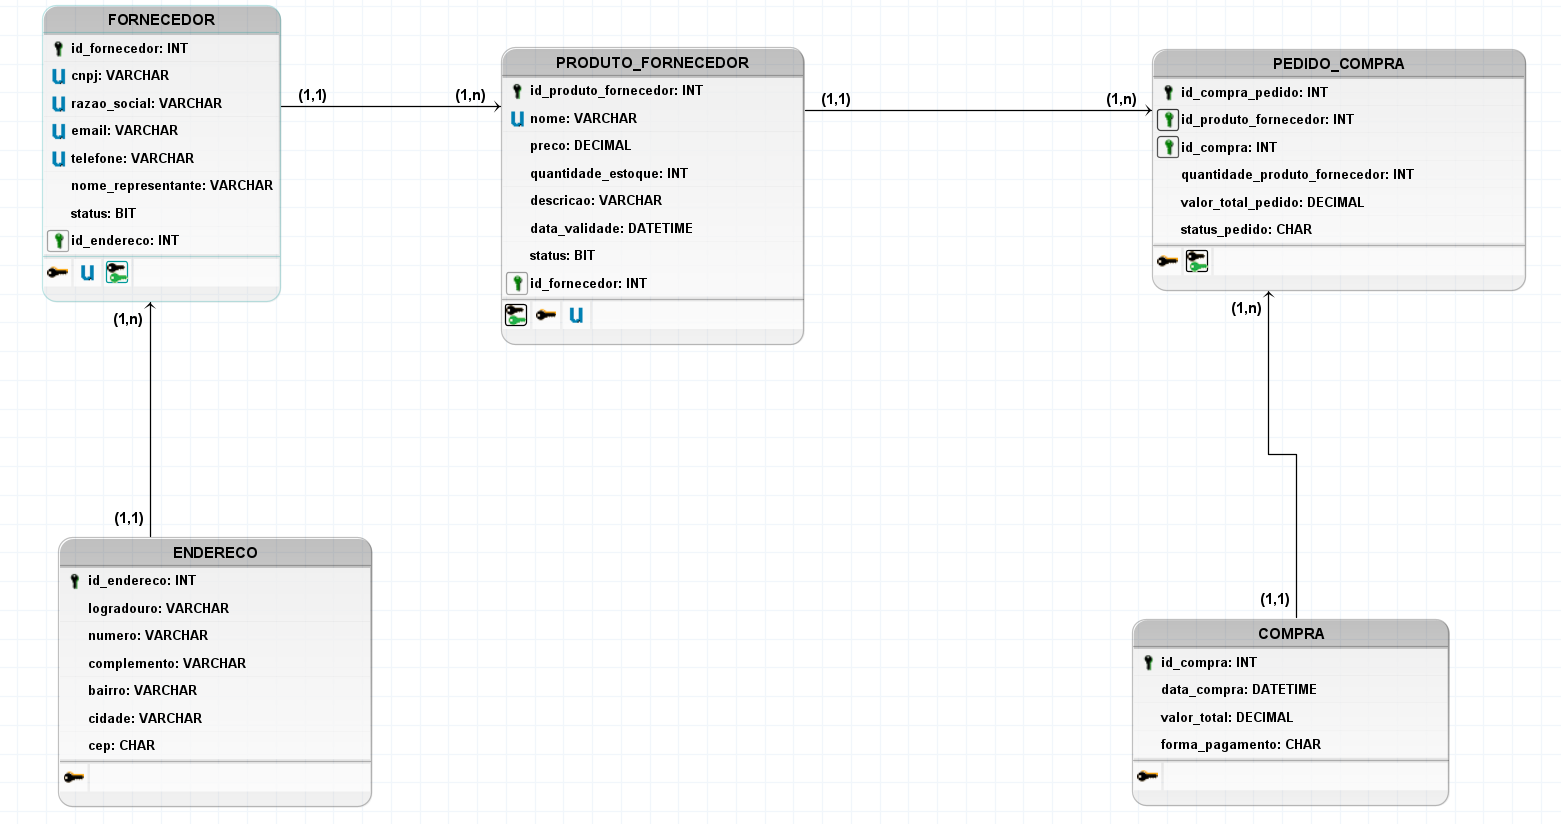 FORNECEDOR
id_fornecedor: INT
cnpj: VARCHAR
razao_social: VARCHAR
email: VARCHAR
telefone: VARCHAR
nome_representante: VARCHAR
status: BIT
id_endereco: INT
(1,1)
(1,n)
PRODUTO_FORNECEDOR
id_produto_fornecedor: INT
nome: VARCHAR
preco: DECIMAL
quantidade_estoque: INT
descricao: VARCHAR
data_validade: DATETIME
status: BIT
id_fornecedor: INT
(1,1)
(1,n)
PEDIDO_COMPRA
id_compra_pedido: INT
id_produto_fornecedor: INT
id_compra: INT
quantidade_produto_fornecedor: INT
valor_total_pedido: DECIMAL
status_pedido: CHAR
(1,n)
(1,1)
ENDERECO
id_endereco: INT
logradouro: VARCHAR
numero: VARCHAR
complemento: VARCHAR
bairro: VARCHAR
cidade: VARCHAR
cep: CHAR
(1,n)
(1,1)
COMPRA
id_compra: INT
data_compra: DATETIME
valor_total: DECIMAL
forma_pagamento: CHAR